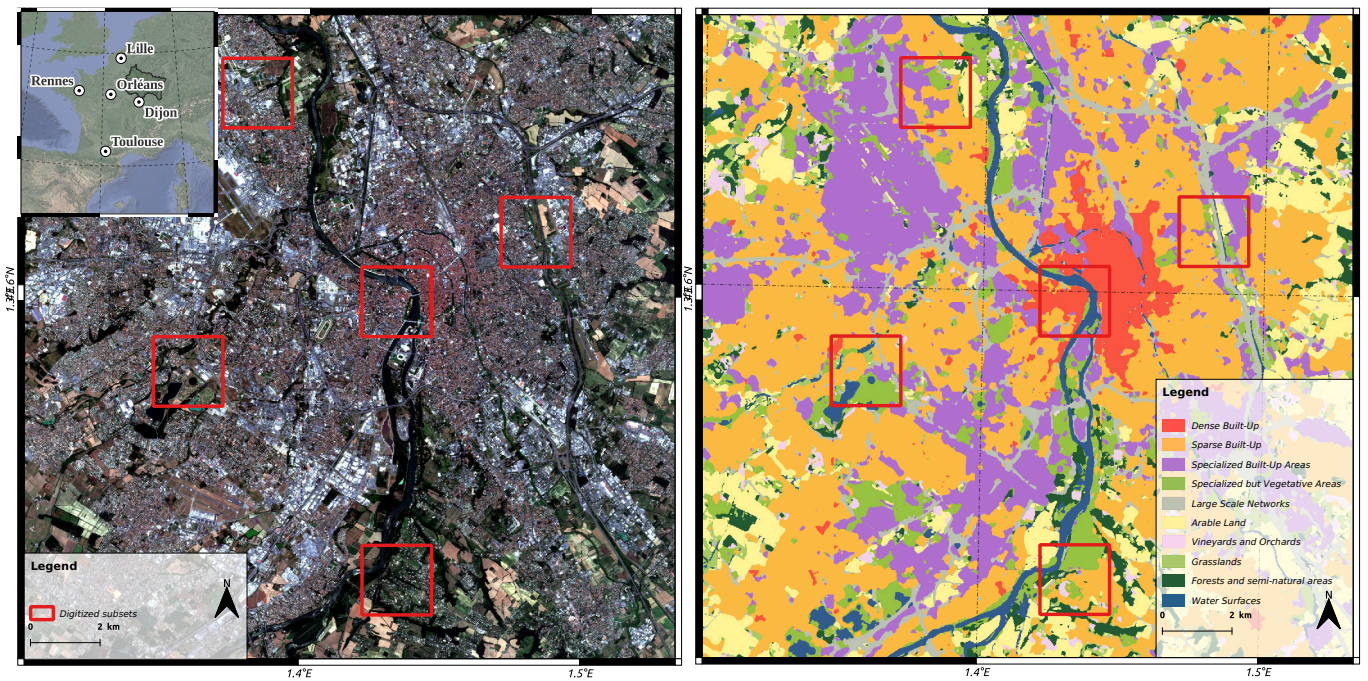 Lille
Rennes
Orléans
Dijon
Toulouse
Legend
Digitized subsets
0 2 km
N
1.4°E 1.5°E
Legend
Dense Built-Up
Sparse Built-Up
Specialized Built-Up Areas
Specialized but Vegetative Areas
Large Scale Networks
Arable Land
Vineyards and Orchards
Grasslands
Forests and semi-natural areas
Water Surfaces
0 2 km
N
1.4°E 1.5°E